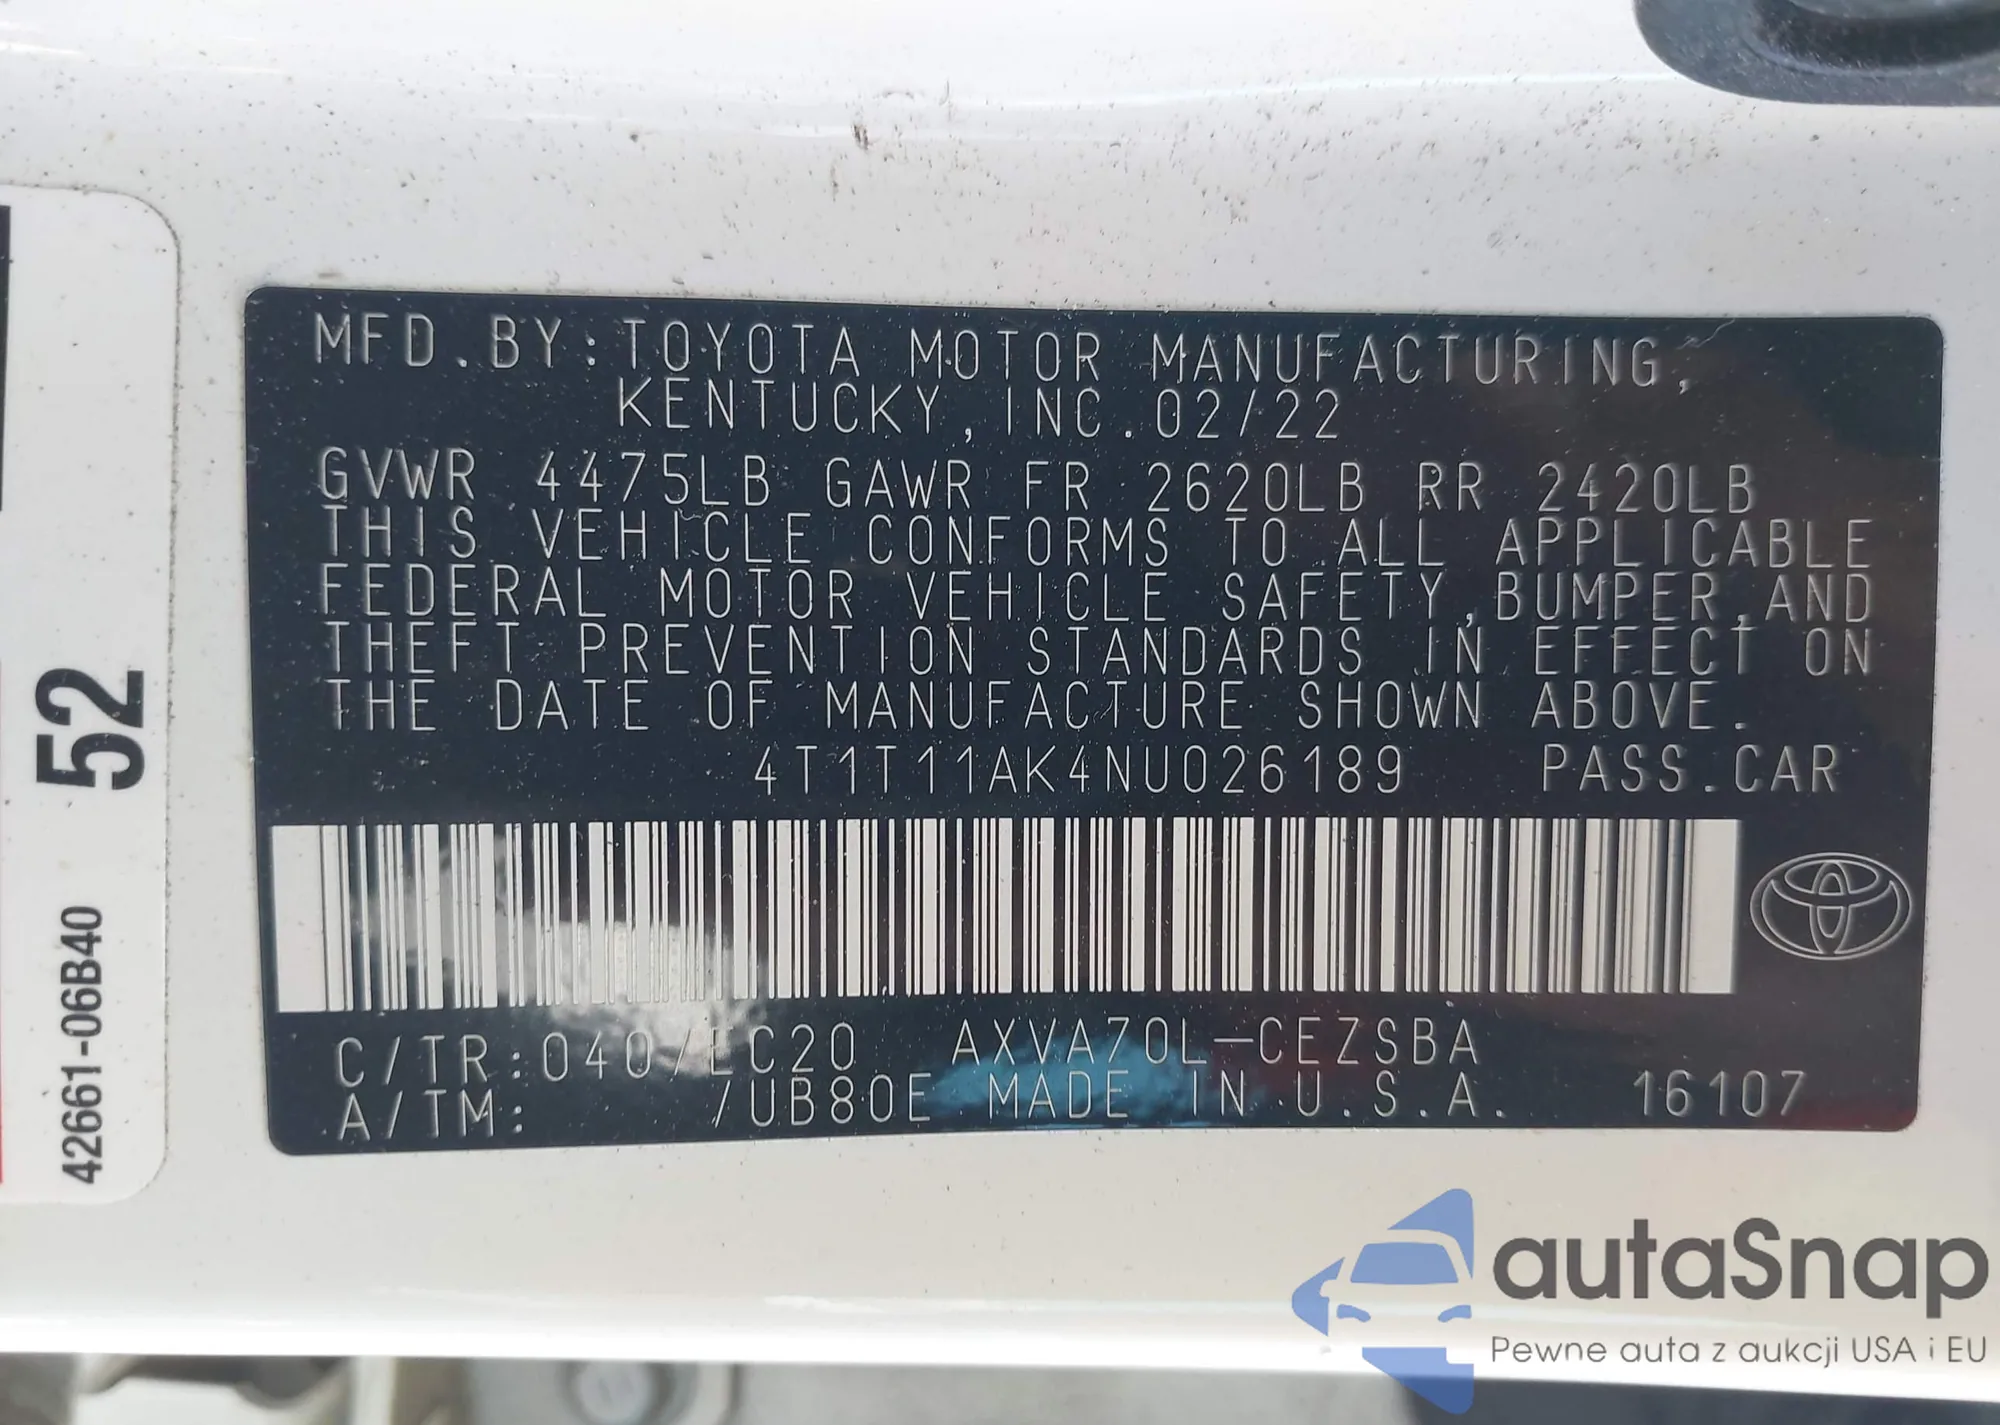 MFD.BY:TOYOTA MOTOR MANUFACTURING,
KENTUCKY,INC.02/22
GVWR 4475LB GAWR FR 2620LB RR 2420LB
THIS VEHICLE CONFORMS TO ALL APPLICABLE
FEDERAL MOTOR VEHICLE SAFETY,BUMPER,AND
THEFT PREVENTION STANDARDS IN EFFECT ON
THE DATE OF MANUFACTURE SHOWN ABOVE.
4T1T11AK4NU026189 PASS.CAR
C/TR:040/EC20 AXVA70L-CEZSBA
A/TM: /UB80E MADE IN U.S.A. 16107
52
42661-06B40
autaSnap
Pewne auta z aukcji USA i EU